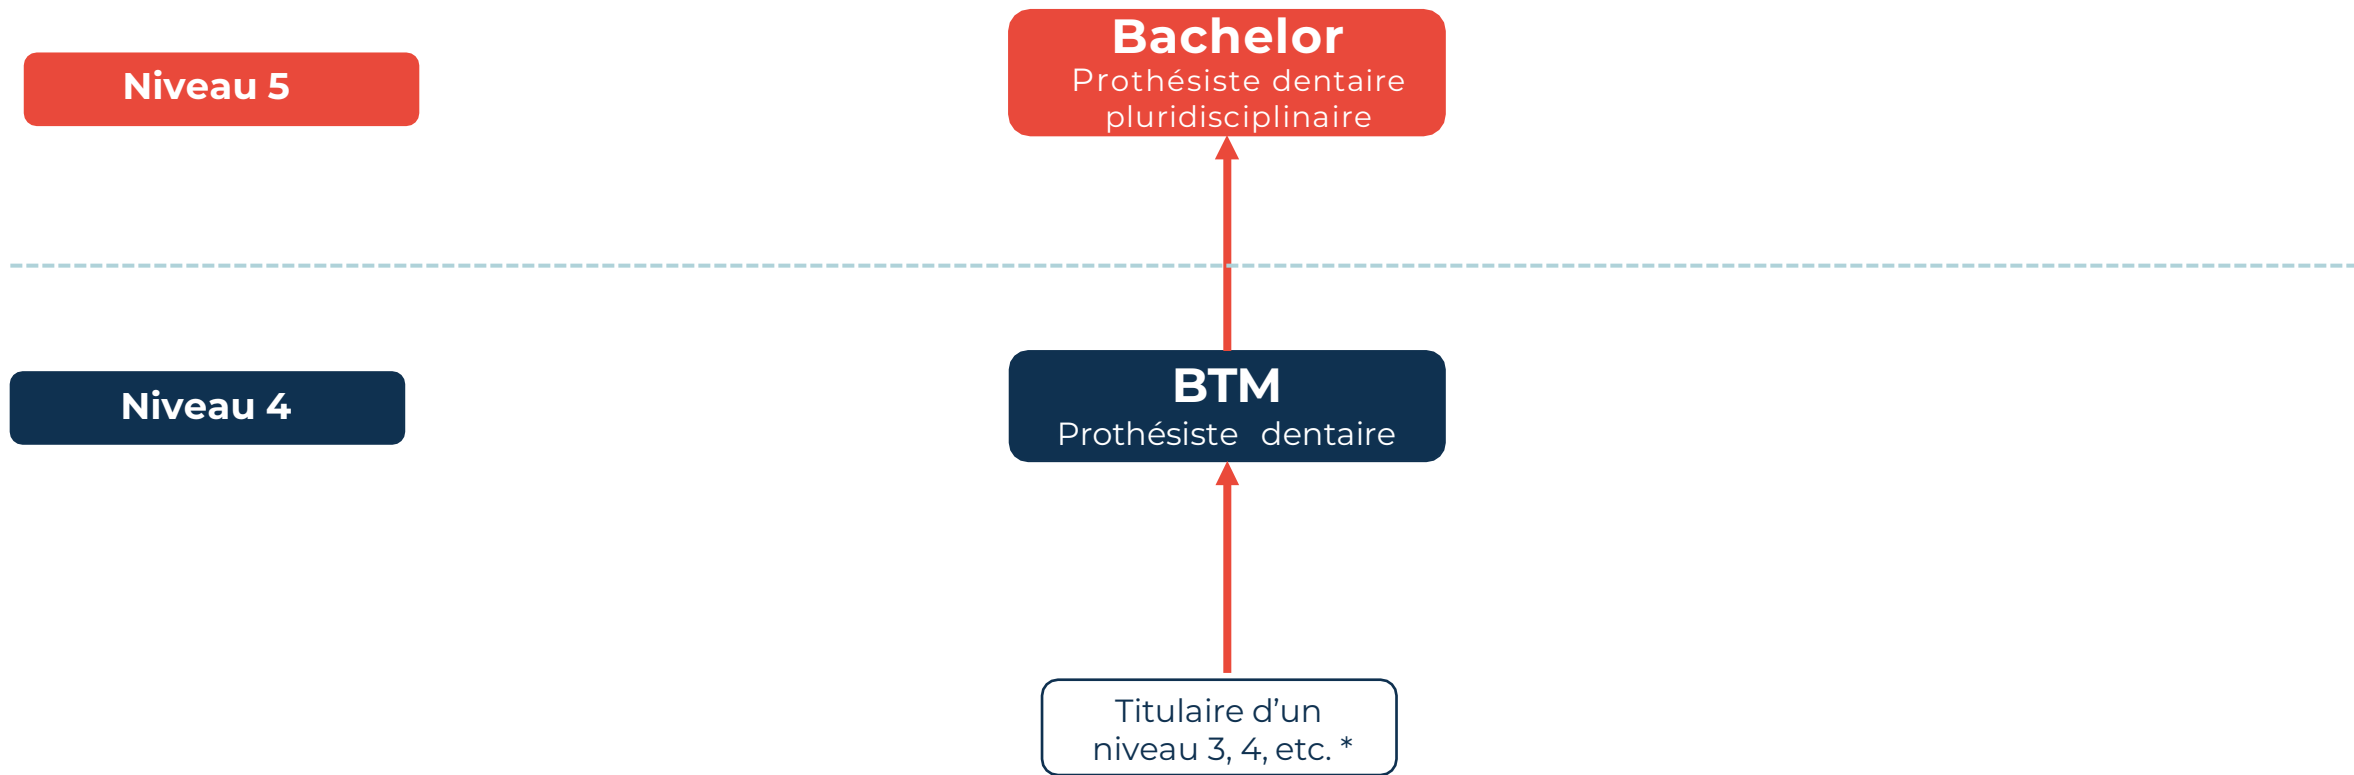 Bachelor
Niveau 5
Prothésiste dentaire
pluridisciplinaire
BTM
Niveau 4
Prothésiste dentaire
Titulaire d’un
niveau 3, 4, etc. *